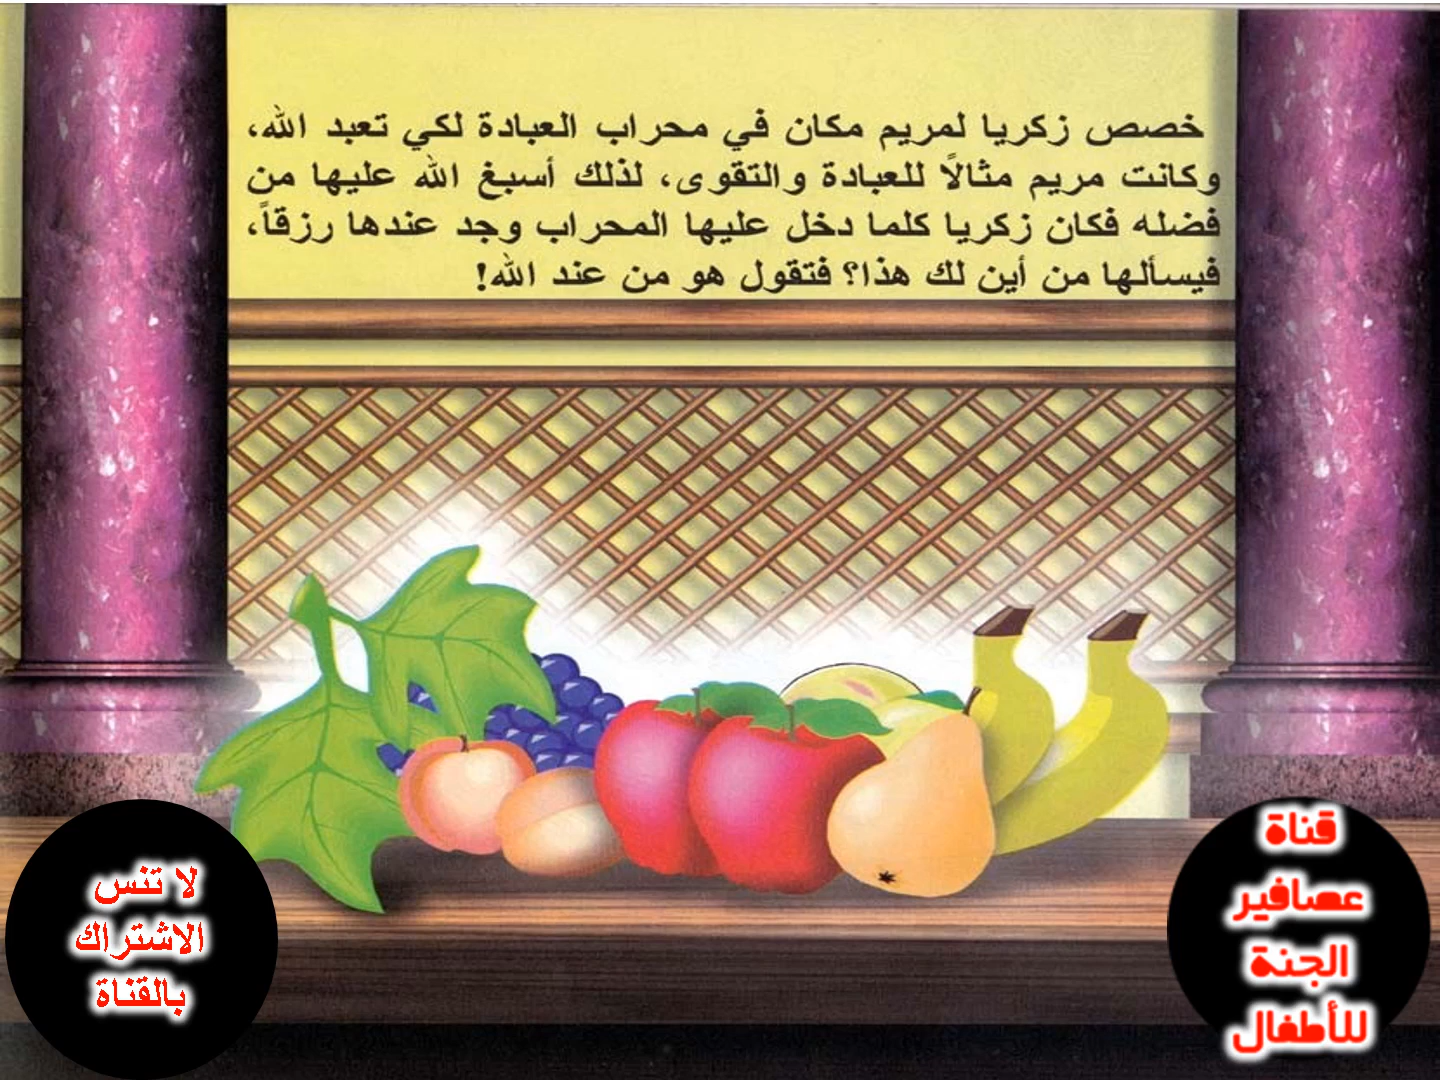 خصص زكريا لمريم مكان في محراب العبادة لكي تعبد الله،
وكانت مريم مثالًا للعبادة والتقوى، لذلك أسبغ الله عليها من
فضله فكان زكريا كلما دخل عليها المحراب وجد عندها رزقاً،
فيسألها من أين لك هذا؟ فتقول هو من عند الله!
لا تنس
الاشتراك
بالقناة
قناة
عصافير
الجنة
للأطفال